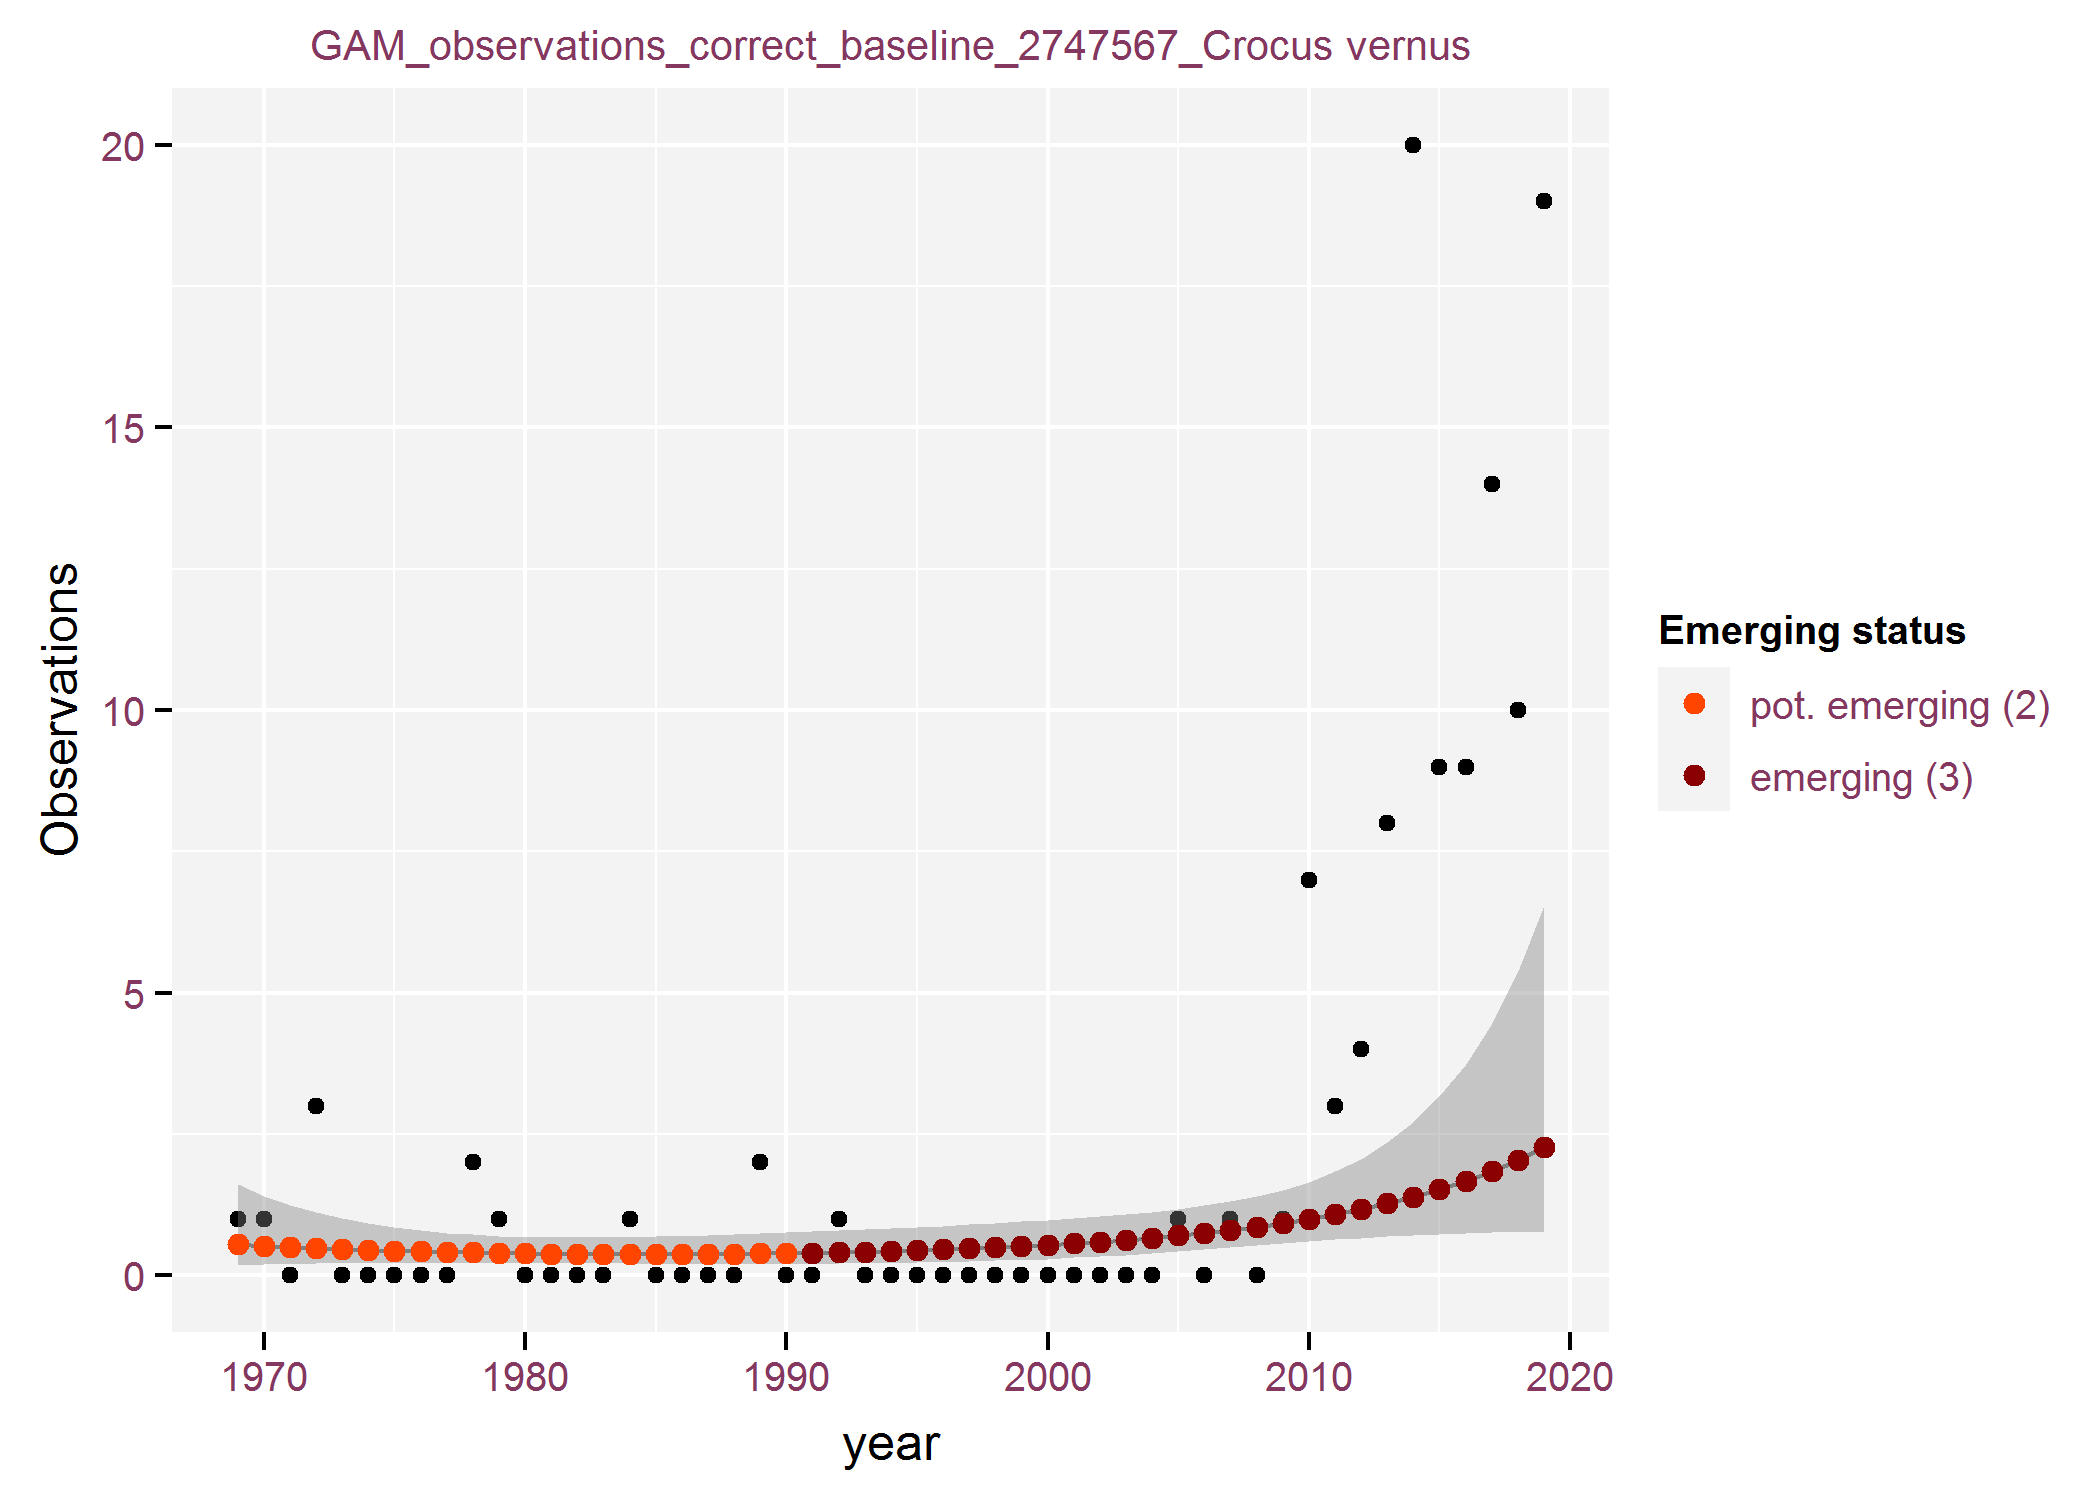 GAM_observations_correct_baseline_2747567_Crocus vernus
Observations
20
15
10
5
0
1970 1980 1990 2000 2010 2020
year
Emerging status
pot. emerging (2)
emerging (3)